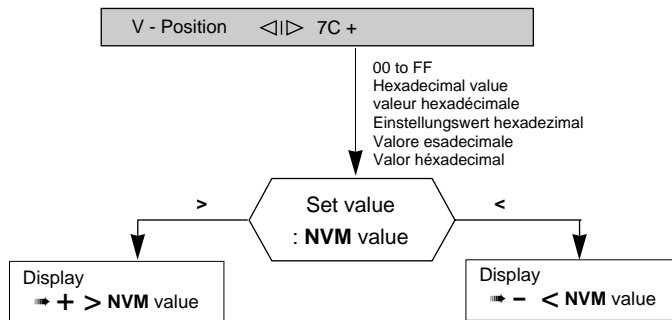 V - Position ◁|▷ 7C +
00 to FF
Hexadecimal value
valeur hexadécimale
Einstellungswert hexadezimal
Valore esadecimale
Valor héxadecimal
>
Set value
: NVM value
<
Display
➠ + > NVM value
Display
➠ - < NVM value